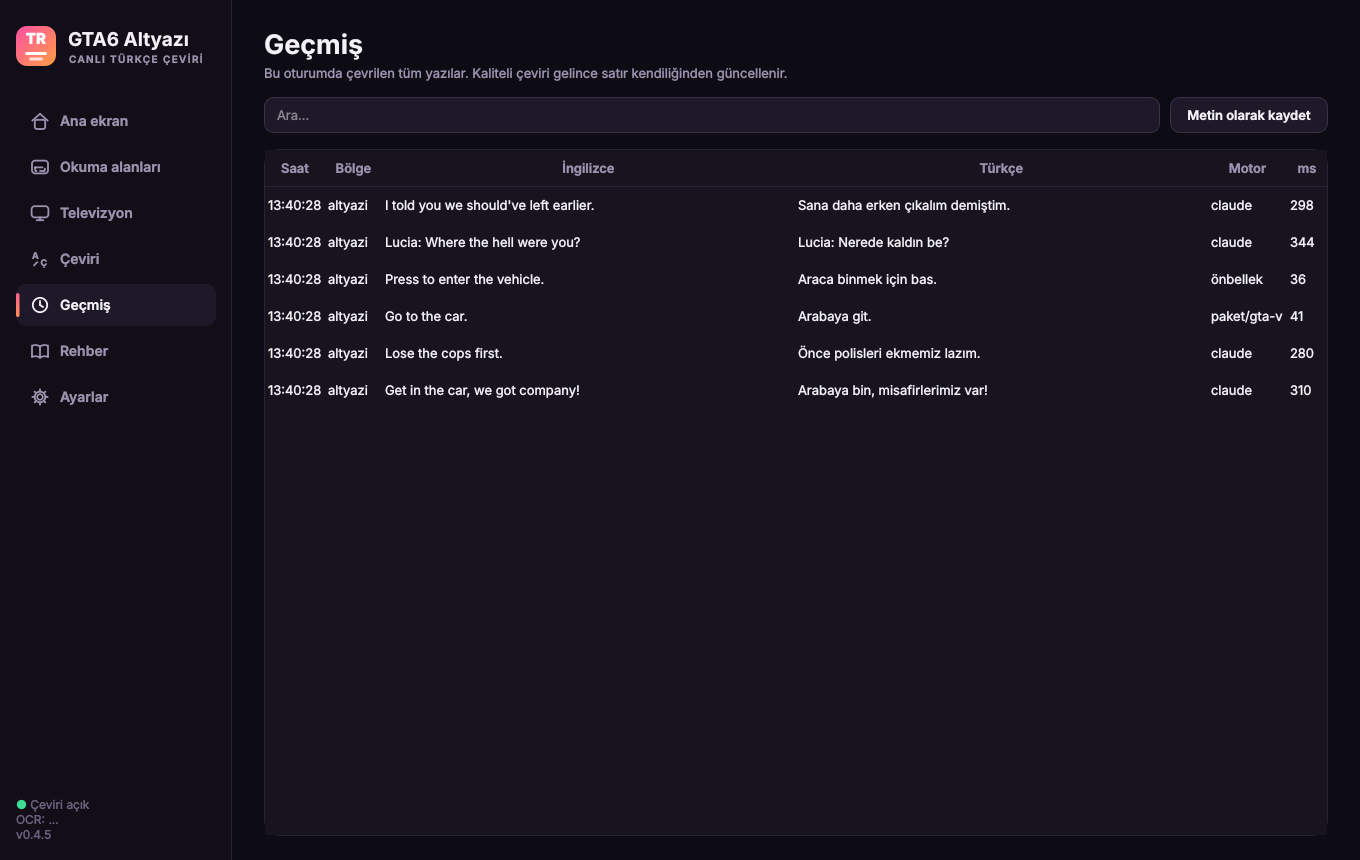 TR
GTA6 Altyazı
CANLI TÜRKÇE ÇEVİRİ
Ana ekran
Okuma alanları
Televizyon
Çeviri
Geçmiş
Rehber
Ayarlar
Çeviri açık
OCR: ...
v0.4.5
Geçmiş
Bu oturumda çevrilen tüm yazılar. Kaliteli çeviri gelince satır kendiliğinden güncellenir.
Ara... Metin olarak kaydet
Saat Bölge İngilizce Türkçe Motor ms
13:40:28 altyazi I told you we should've left earlier. Sana daha erken çıkalım demiştim. claude 298
13:40:28 altyazi Lucia: Where the hell were you? Lucia: Nerede kaldın be? claude 344
13:40:28 altyazi Press to enter the vehicle. Araca binmek için bas. önbellek 36
13:40:28 altyazi Go to the car. Arabaya git. paket/gta-v 41
13:40:28 altyazi Lose the cops first. Önce polisleri ekmemiz lazım. claude 280
13:40:28 altyazi Get in the car, we got company! Arabaya bin, misafirlerimiz var! claude 310